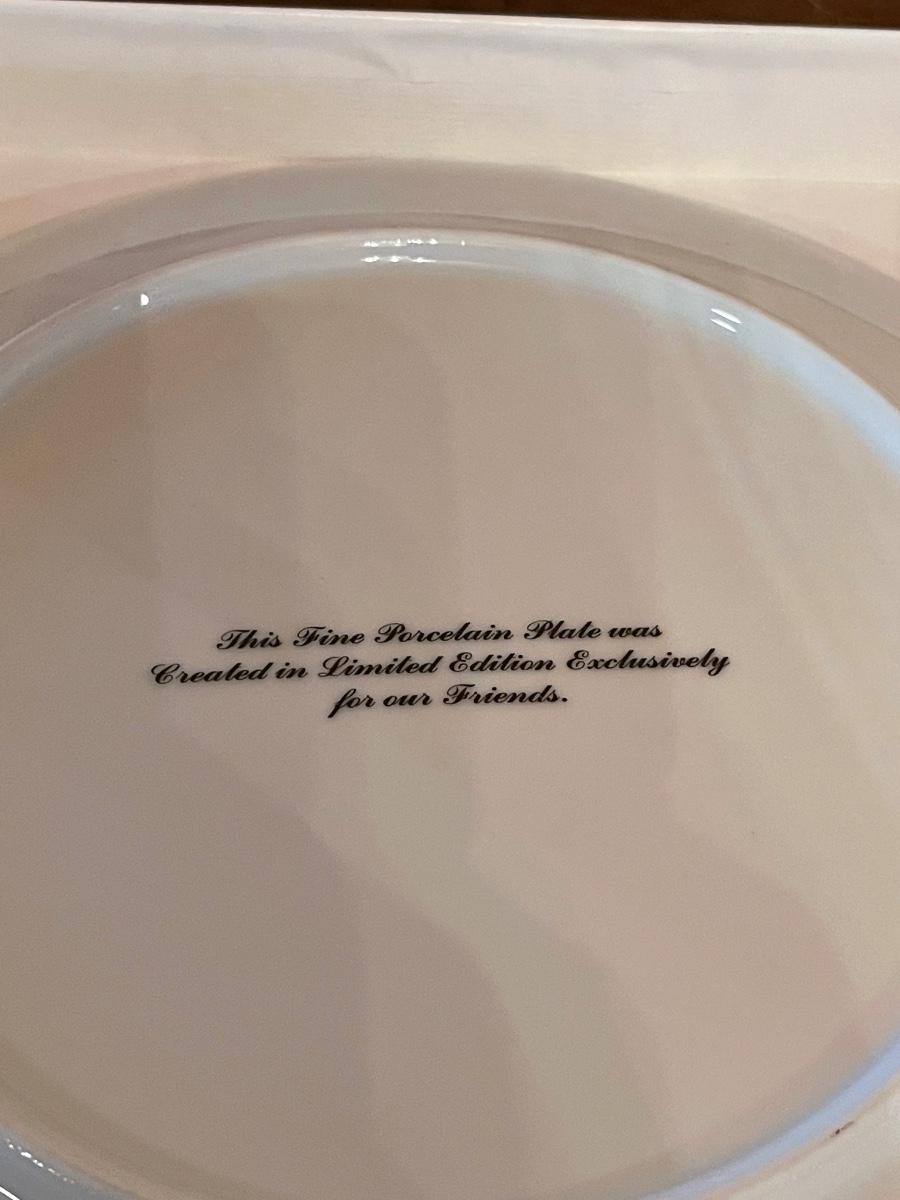 This Fine Porcelain Plate was
Created in Limited Edition Exclusively
for our Friends.